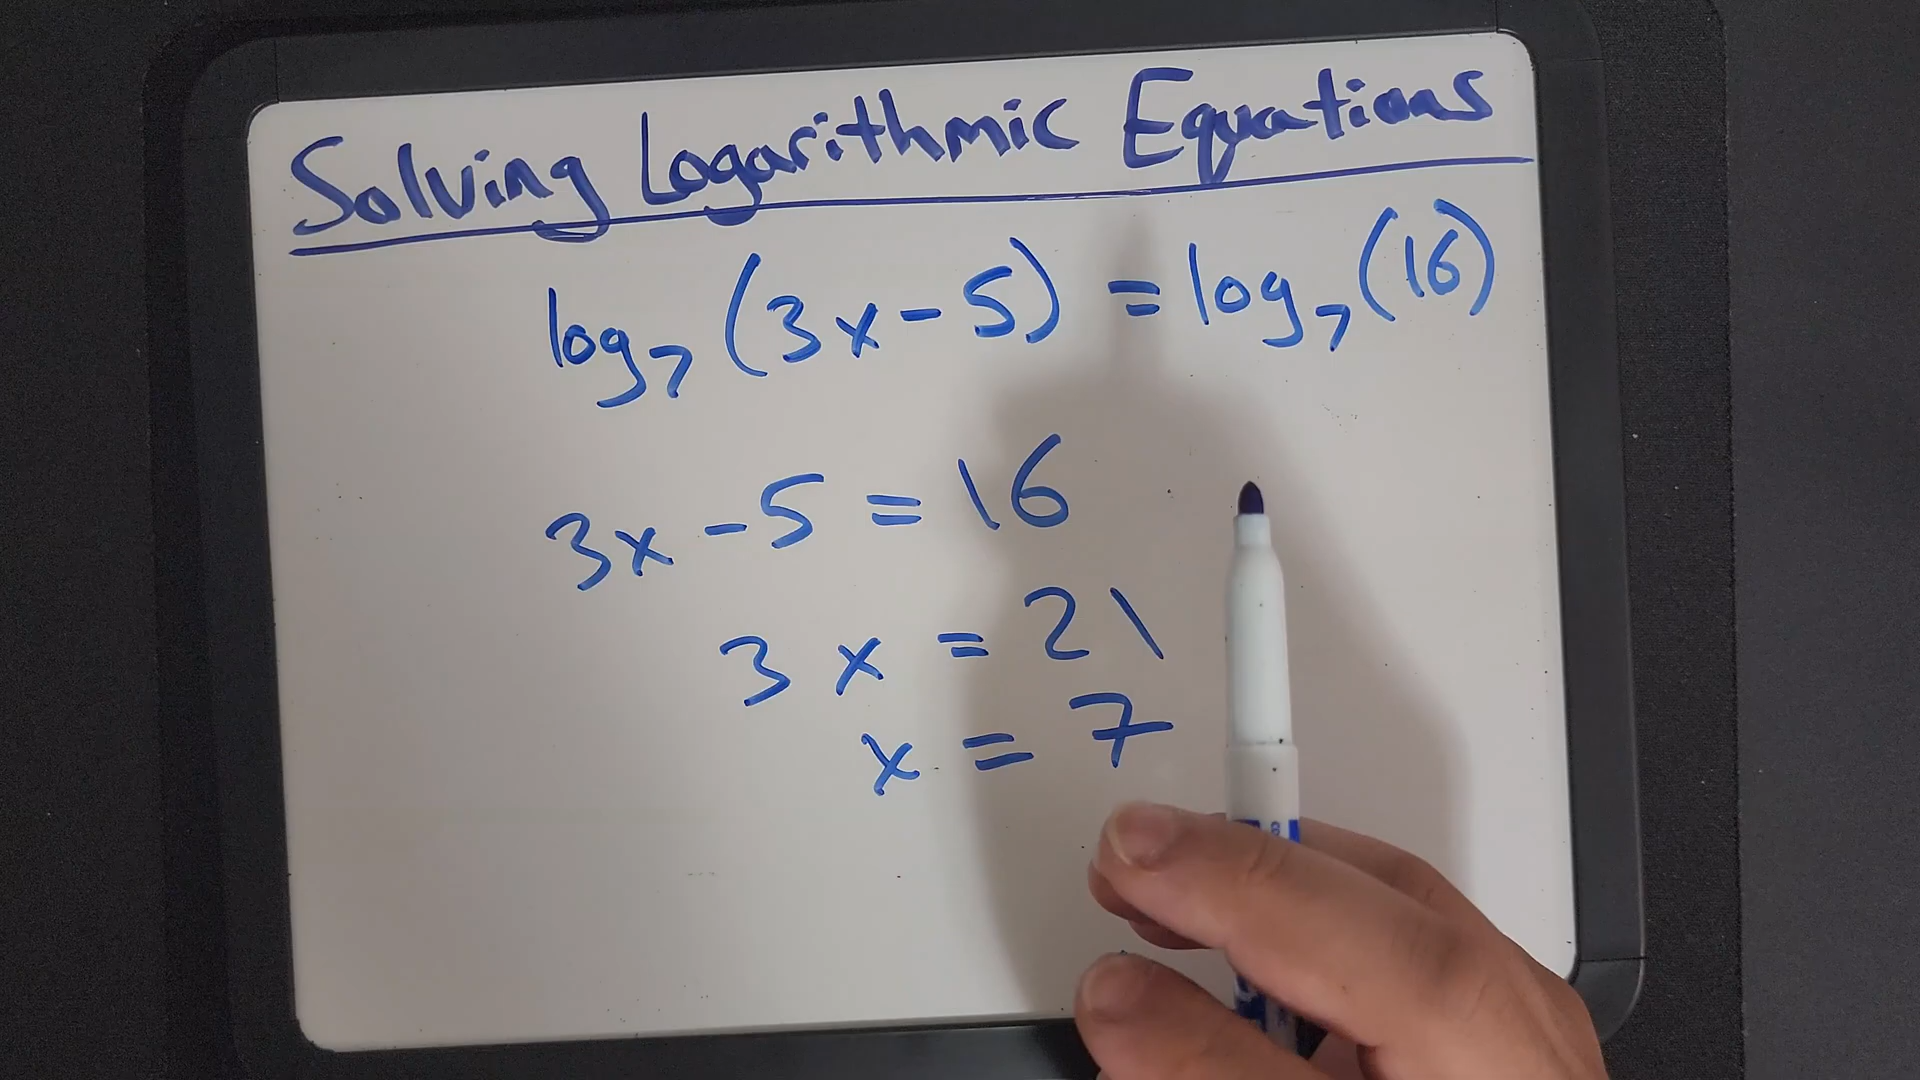 Solving Logarithmic Equations
log₇ (3x - 5) = log₇ (16)
3x - 5 = 16
3x = 21
x = 7